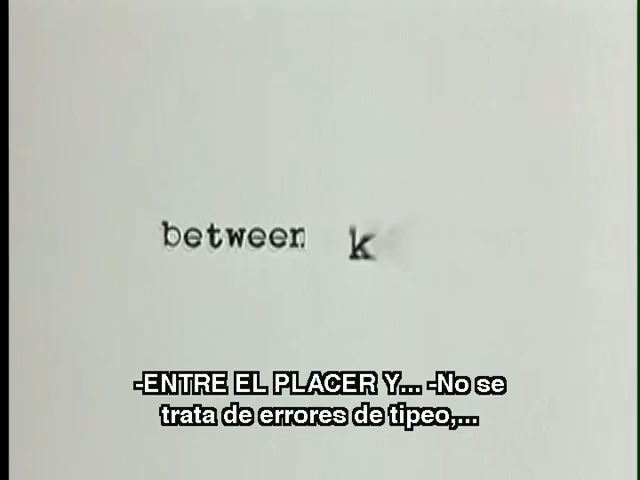 between k
-ENTRE EL PLACER Y... -No se
trata de errores de tipeo,...